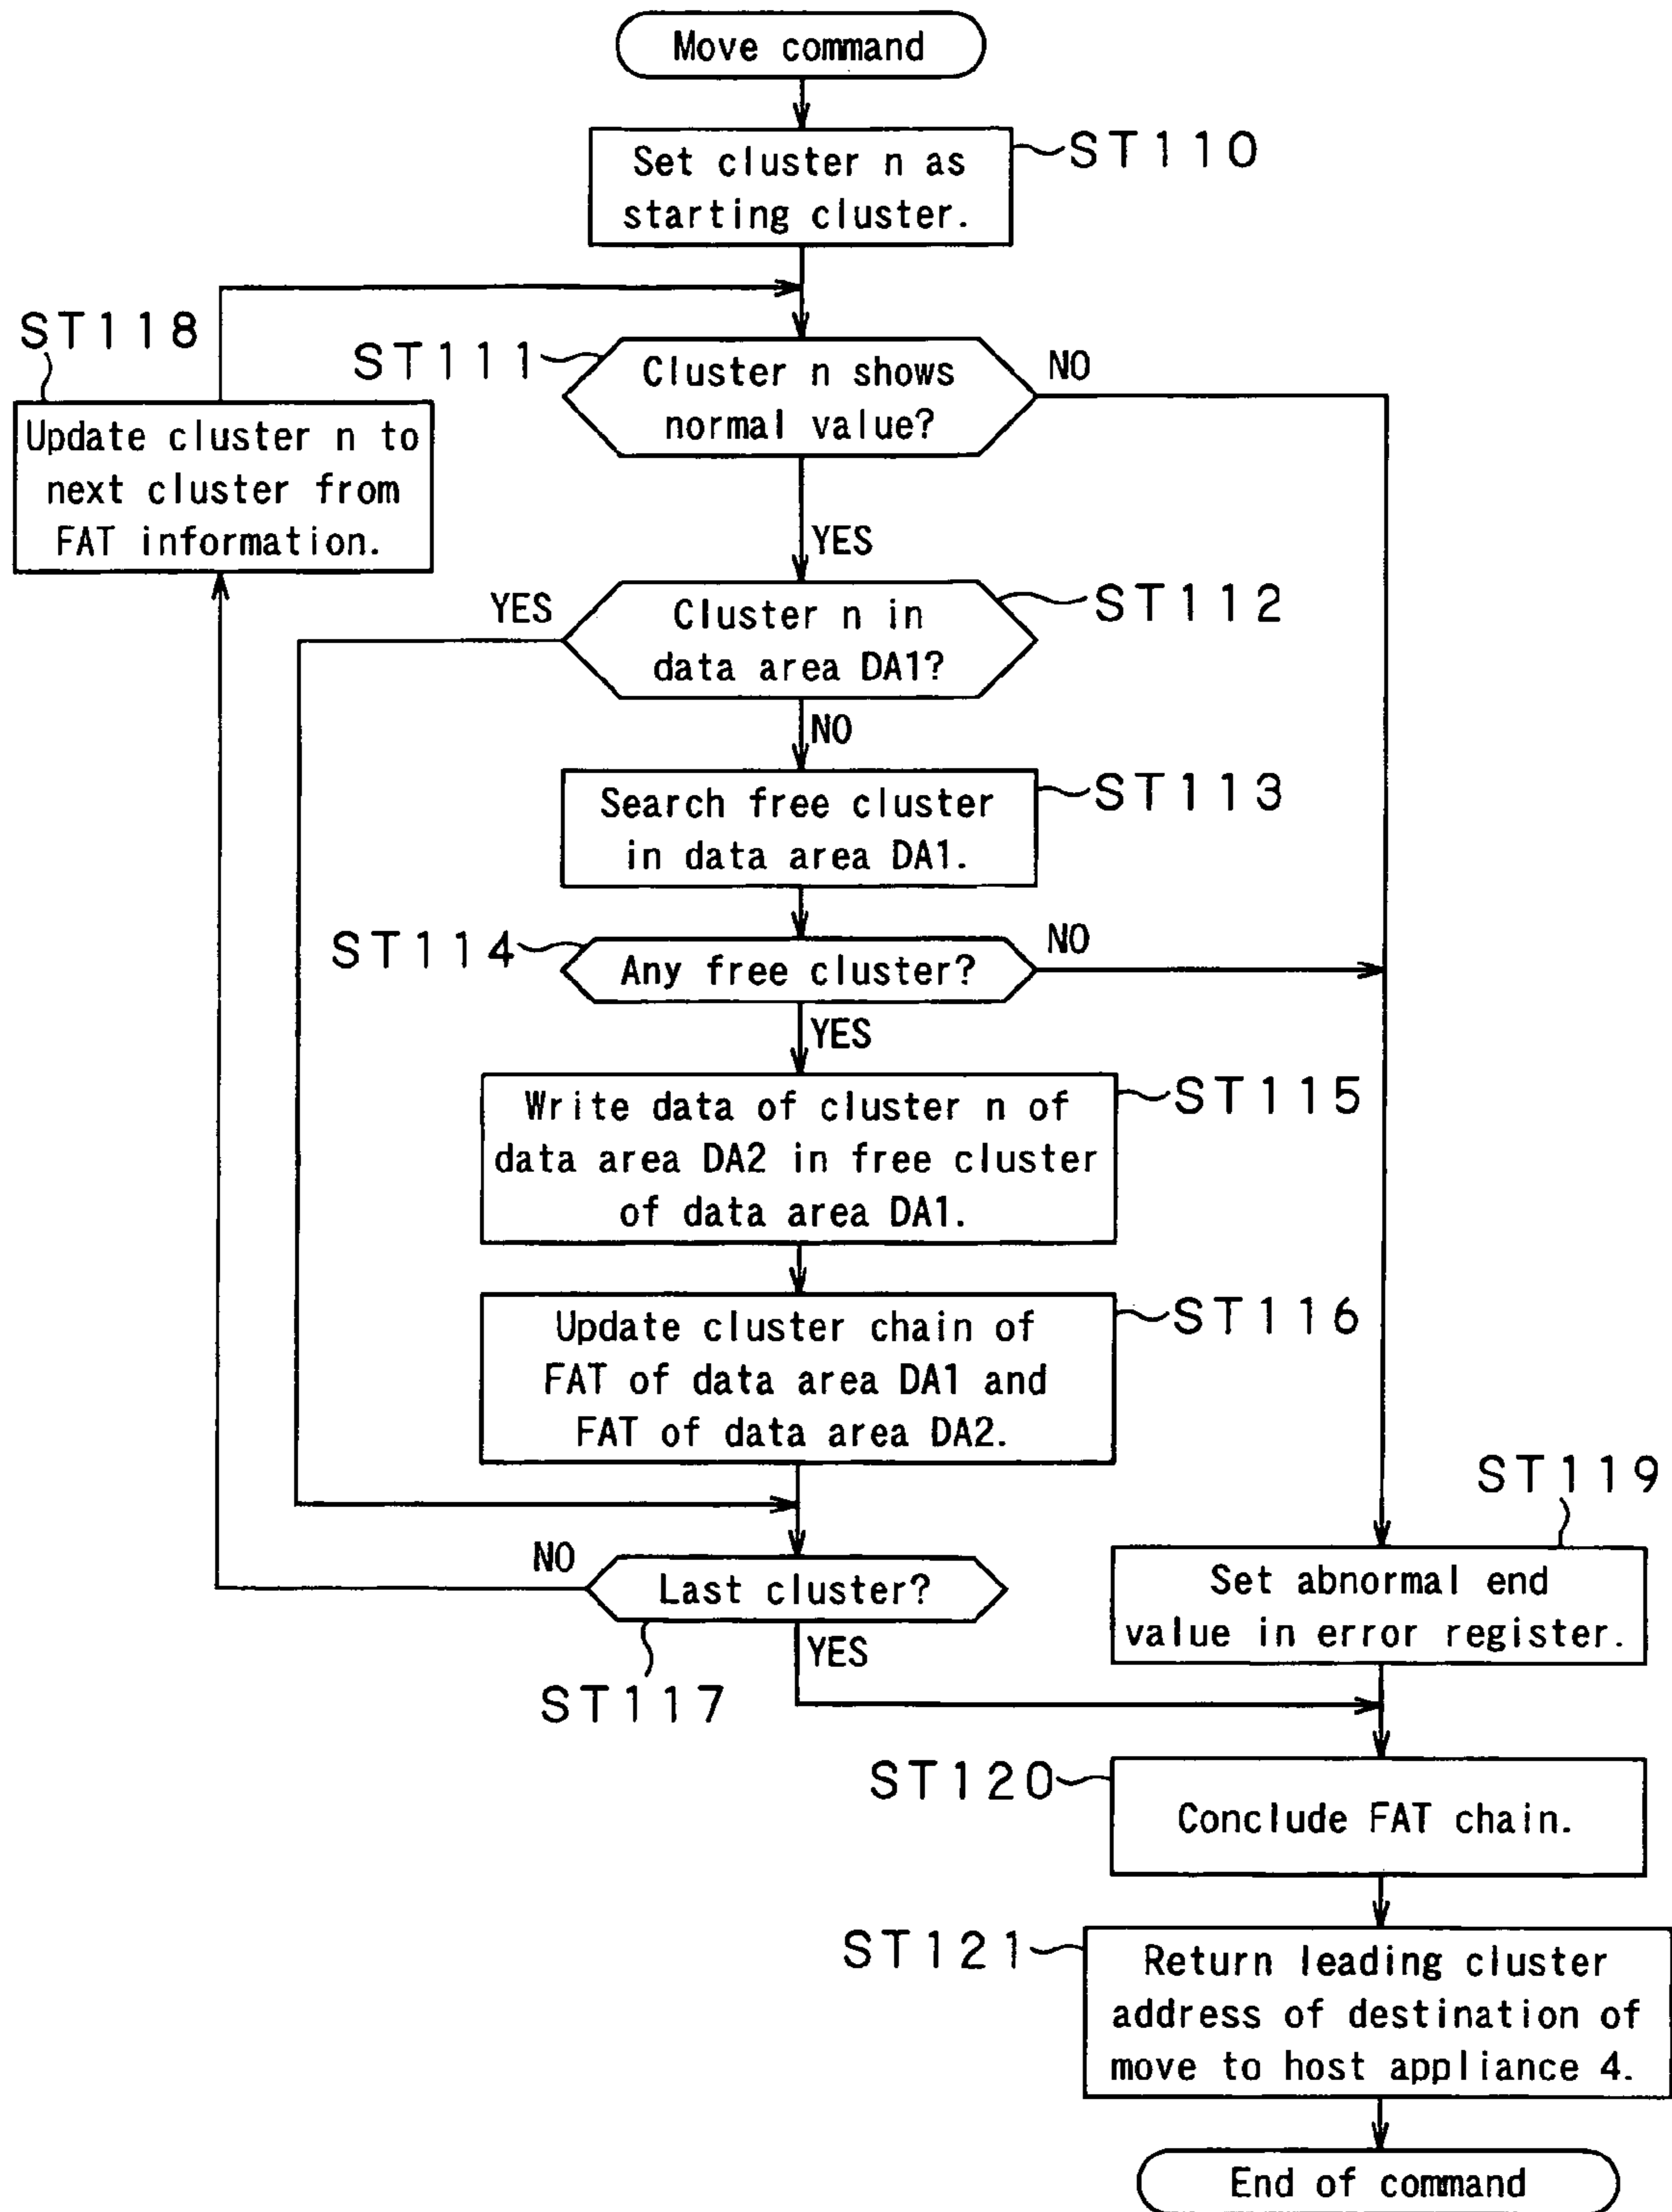 Move command
Set cluster n as
starting cluster.
ST110
ST118
ST111
Cluster n shows
normal value?
NO
Update cluster n to
next cluster from
FAT information.
YES
YES
Cluster n in
data area DA1?
ST112
NO
Search free cluster
in data area DA1.
ST113
ST114
Any free cluster?
NO
YES
Write data of cluster n of
data area DA2 in free cluster
of data area DA1.
ST115
Update cluster chain of
FAT of data area DA1 and
FAT of data area DA2.
ST116
ST119
NO
Last cluster?
YES
ST117
Set abnormal end
value in error register.
ST120
Conclude FAT chain.
ST121
Return leading cluster
address of destination of
move to host appliance 4.
End of command